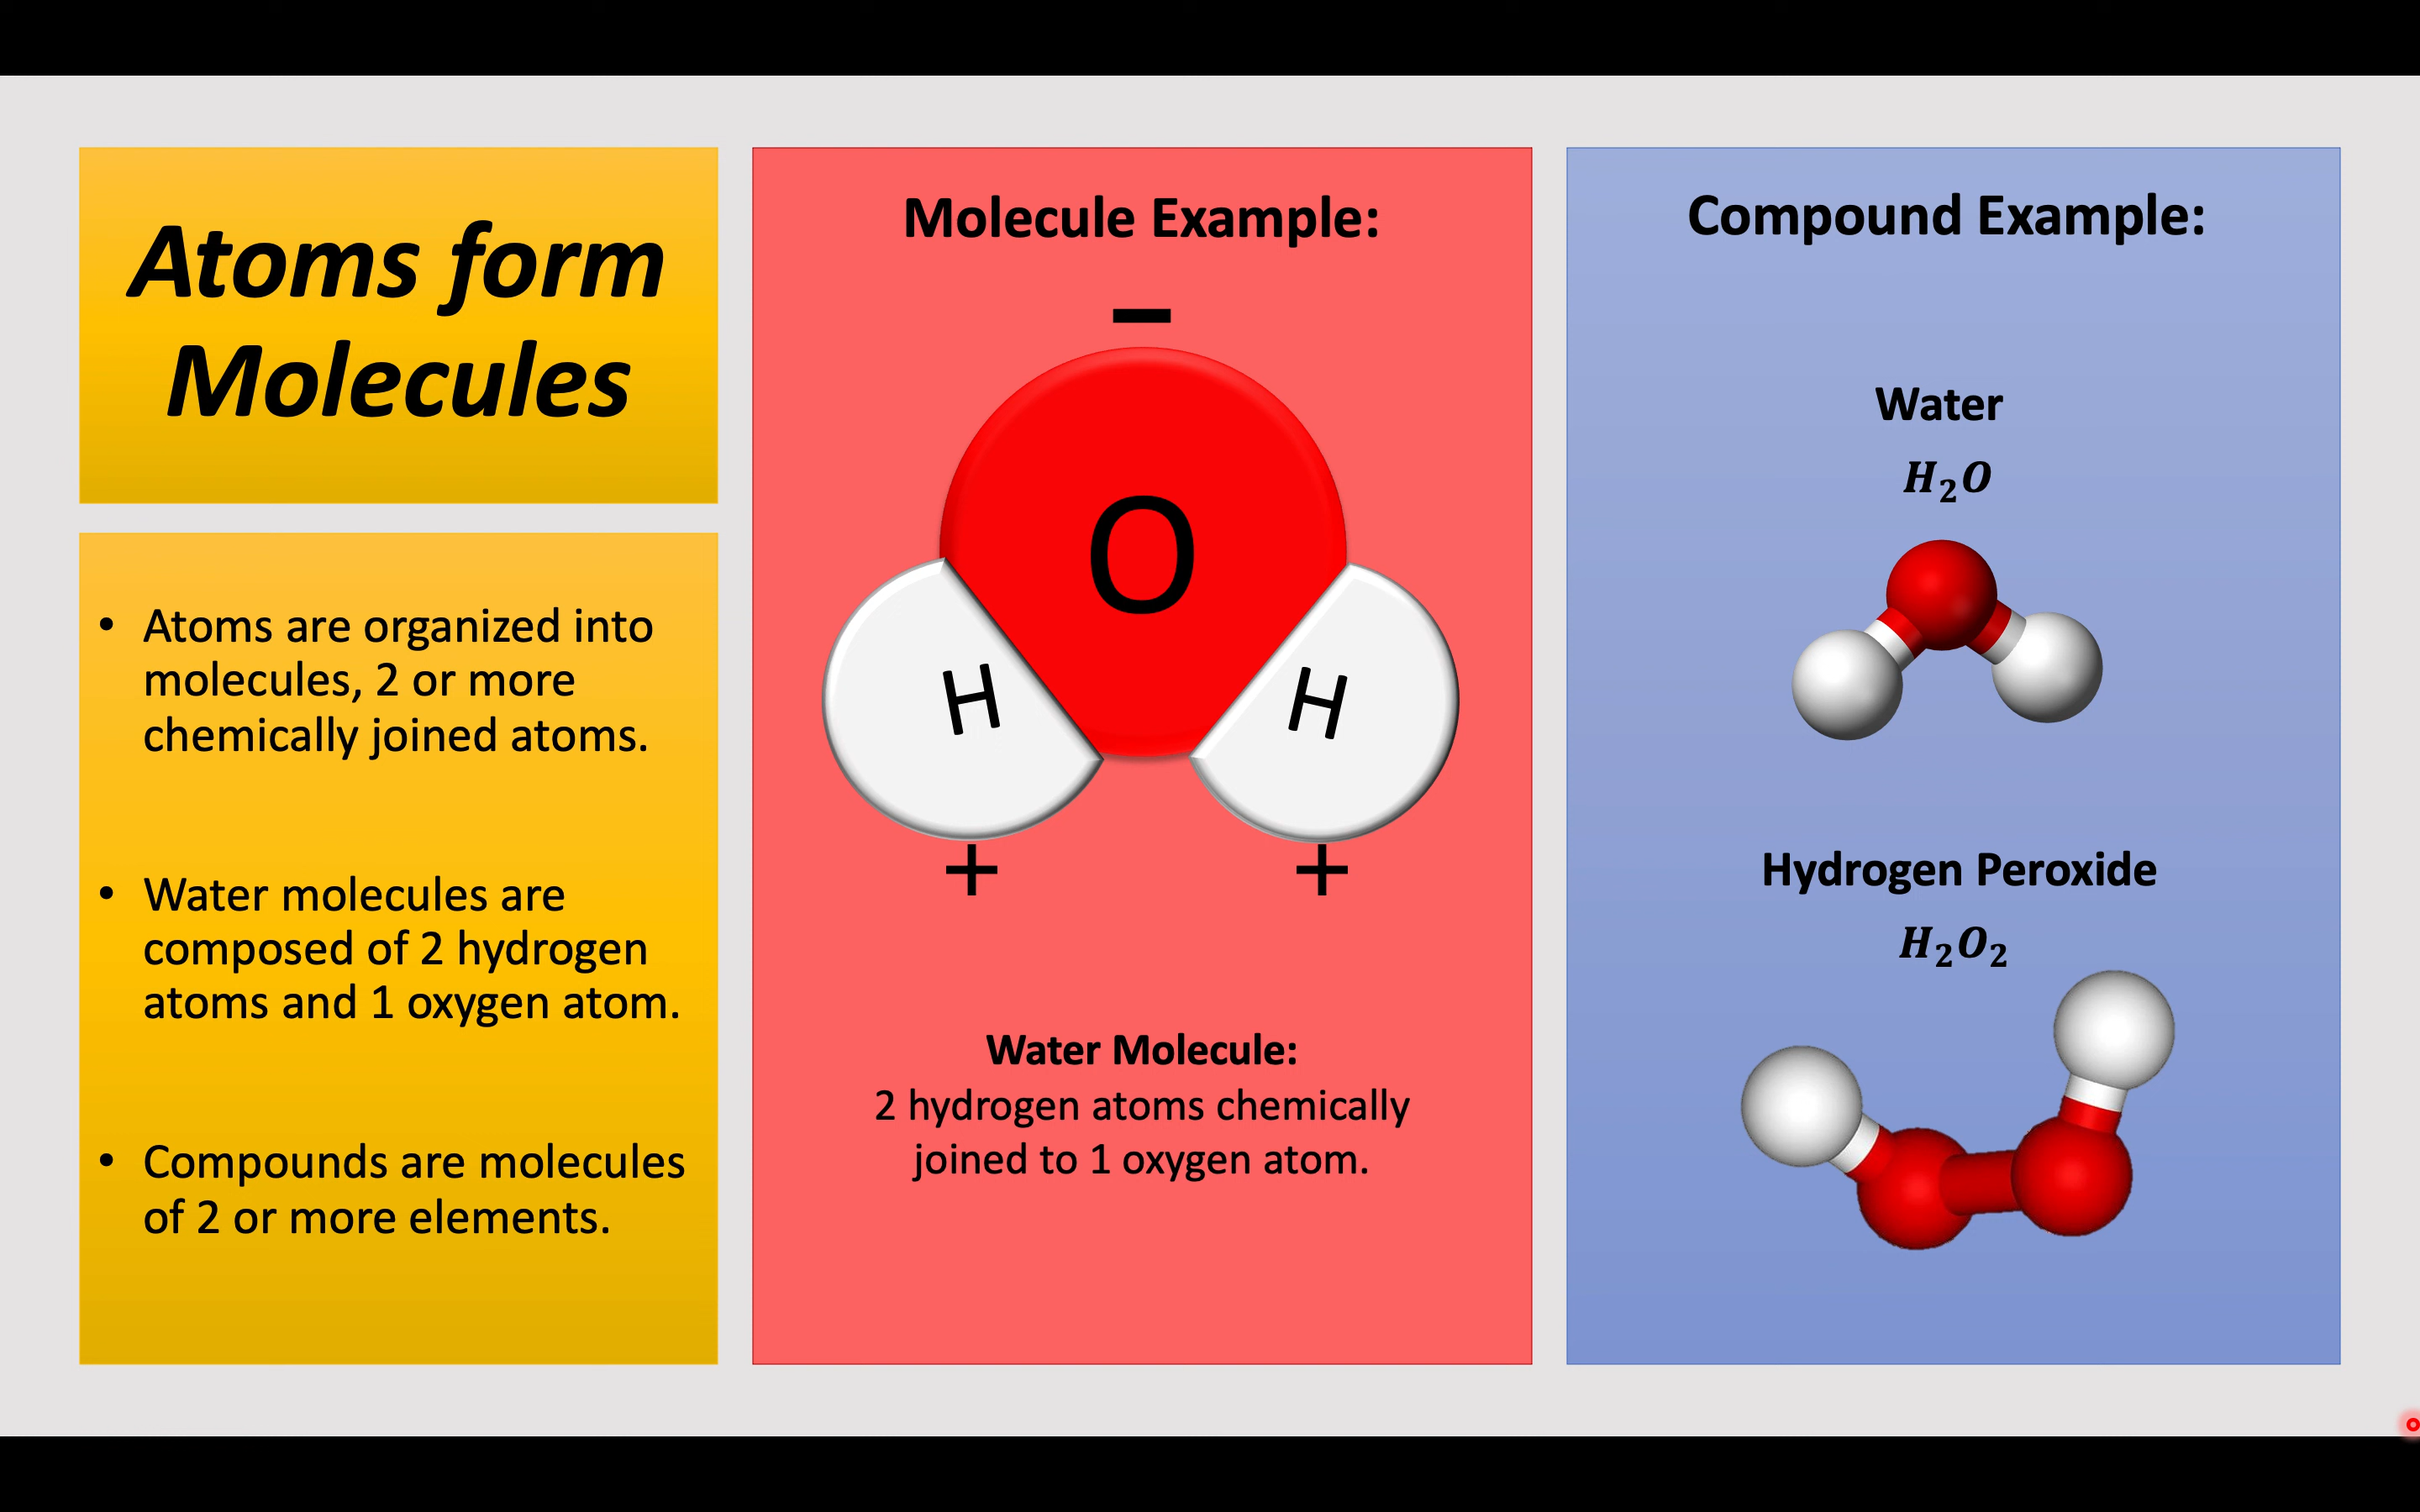 Atoms form
Molecules
• Atoms are organized into
molecules, 2 or more
chemically joined atoms.
• Water molecules are
composed of 2 hydrogen
atoms and 1 oxygen atom.
• Compounds are molecules
of 2 or more elements.
Molecule Example:
−
O
H H
+ +
Water Molecule:
2 hydrogen atoms chemically
joined to 1 oxygen atom.
Compound Example:
Water
H₂O
Hydrogen Peroxide
H₂O₂